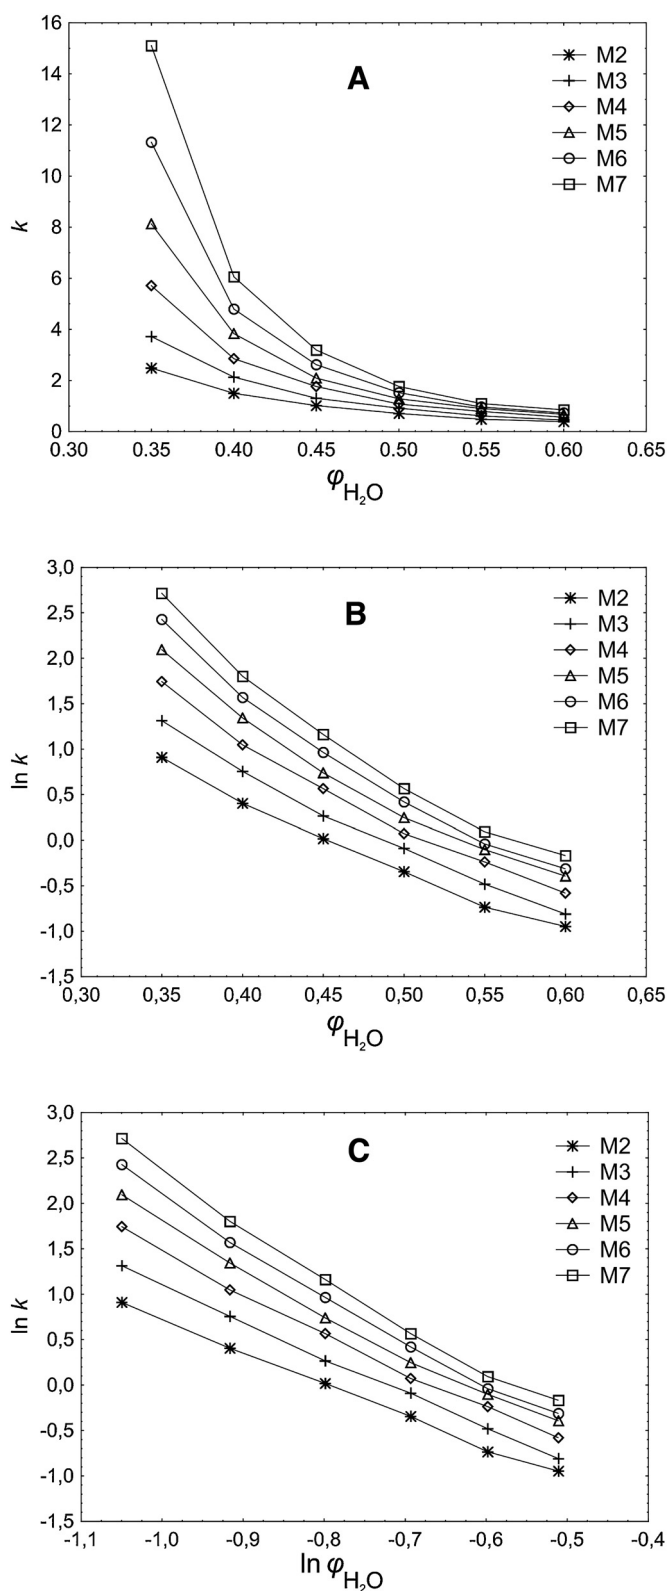 16
14
12
10
8
6
4
2
0
k
A
M2
M3
M4
M5
M6
M7
0.30 0.35 0.40 0.45 0.50 0.55 0.60 0.65
φH₂O
3,0
2,5
2,0
1,5
1,0
0,5
0,0
-0,5
-1,0
-1,5
ln k
B
M2
M3
M4
M5
M6
M7
0,30 0,35 0,40 0,45 0,50 0,55 0,60 0,65
φH₂O
3,0
2,5
2,0
1,5
1,0
0,5
0,0
-0,5
-1,0
-1,5
ln k
C
M2
M3
M4
M5
M6
M7
-1,1 -1,0 -0,9 -0,8 -0,7 -0,6 -0,5 -0,4
ln φH₂O